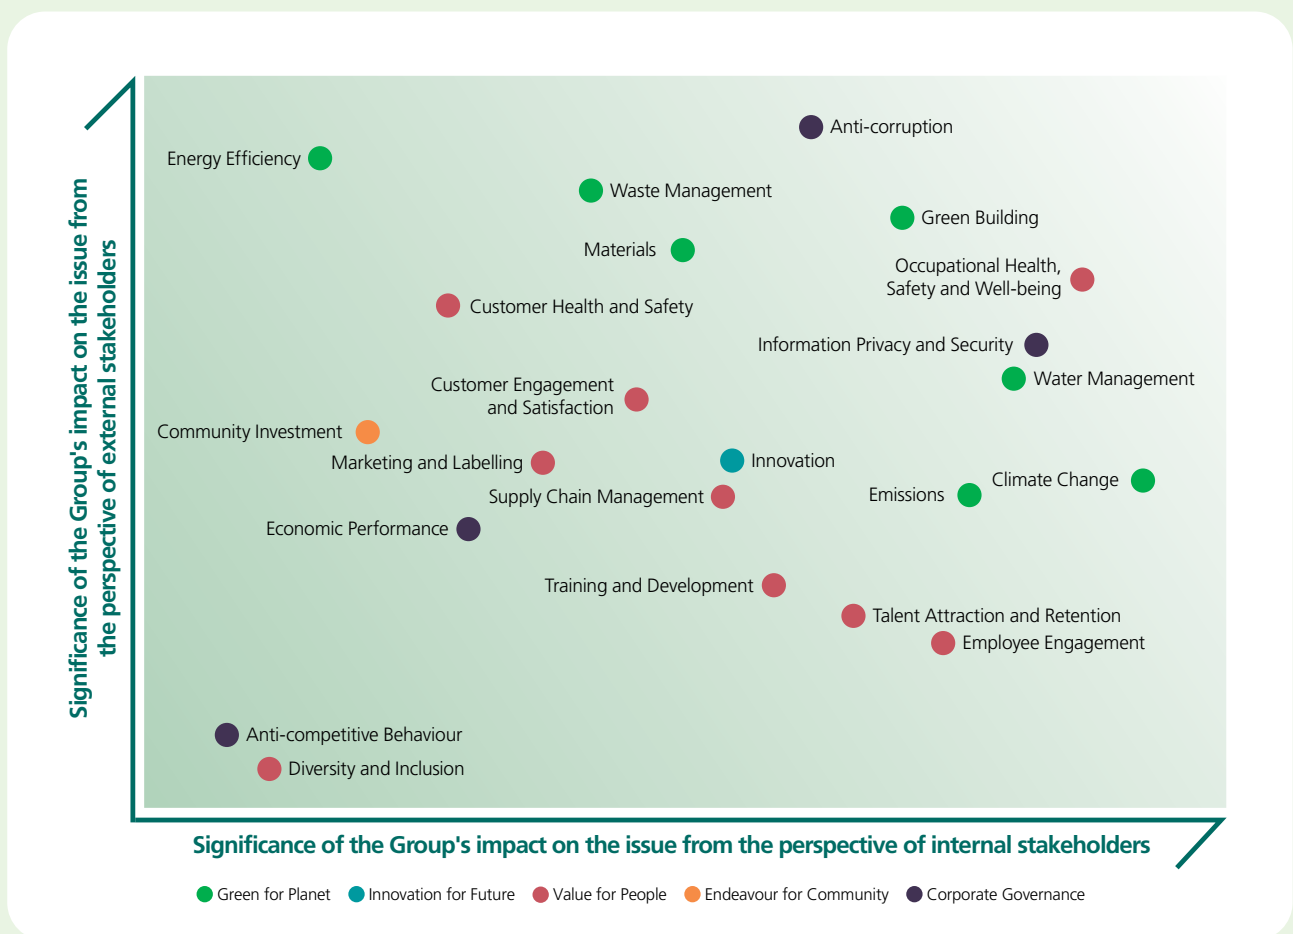 Significance of the Group's impact on the issue from
the perspective of external stakeholders
Anti-corruption
Energy Efficiency
Waste Management
Green Building
Materials
Occupational Health,
Safety and Well-being
Customer Health and Safety
Information Privacy and Security
Water Management
Customer Engagement
and Satisfaction
Community Investment
Marketing and Labelling
Innovation
Climate Change
Supply Chain Management
Emissions
Economic Performance
Training and Development
Talent Attraction and Retention
Employee Engagement
Anti-competitive Behaviour
Diversity and Inclusion
Significance of the Group's impact on the issue from the perspective of internal stakeholders
Green for Planet
Innovation for Future
Value for People
Endeavour for Community
Corporate Governance